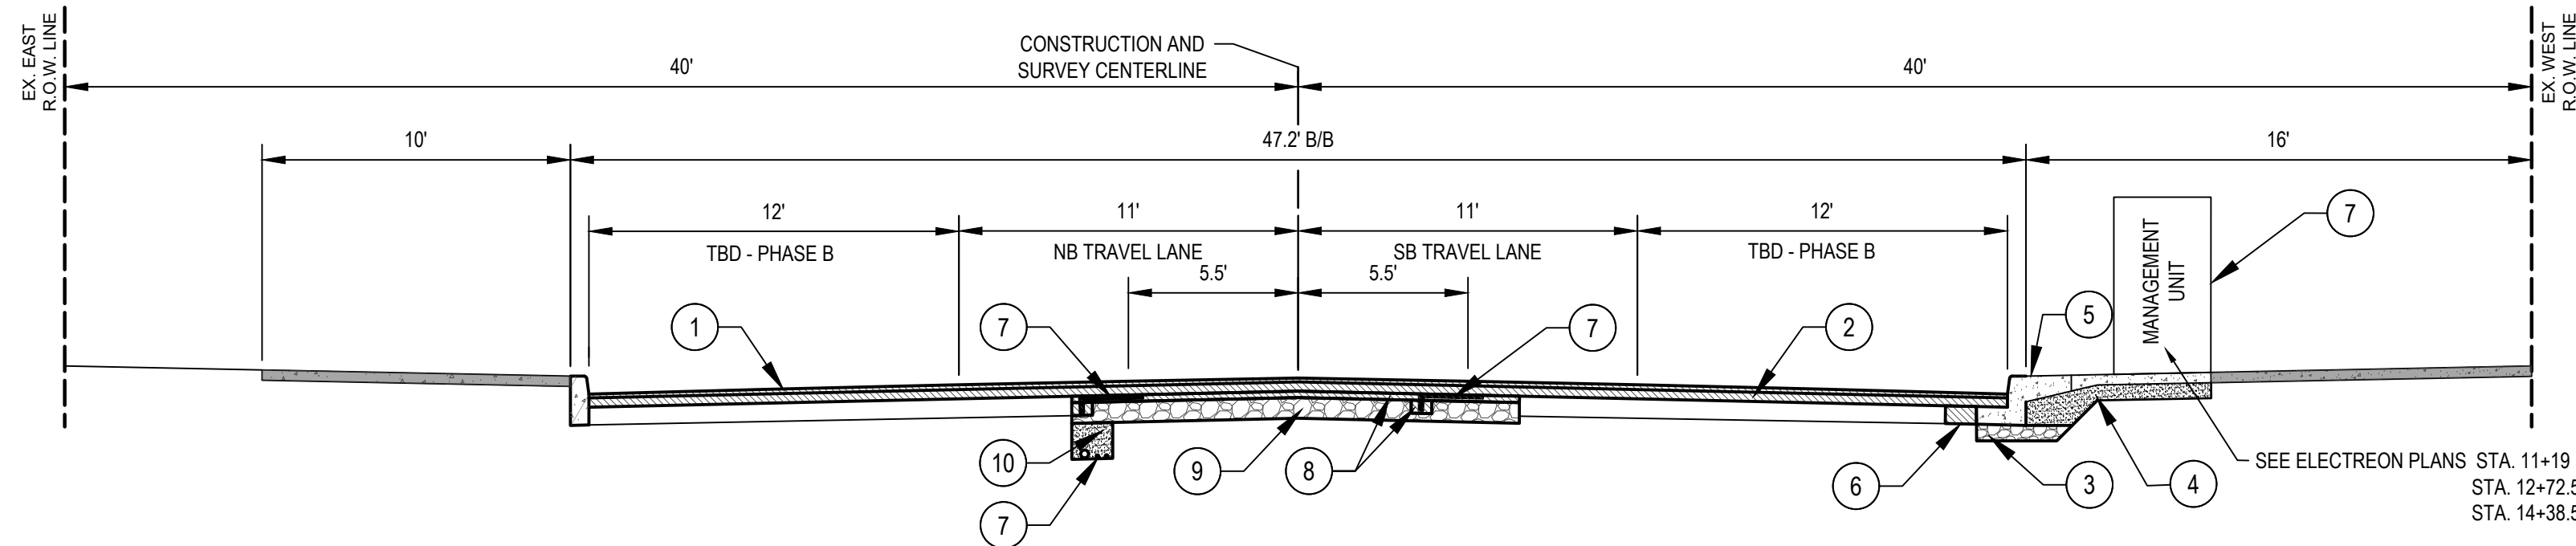 EX. EAST
R.O.W. LINE
CONSTRUCTION AND
SURVEY CENTERLINE
EX. WEST
R.O.W. LINE
40'
40'
10'
47.2' B/B
16'
12'
11'
11'
12'
TBD - PHASE B
NB TRAVEL LANE
SB TRAVEL LANE
TBD - PHASE B
5.5'
5.5'
7
MANAGEMENT
UNIT
1
7
7
2
5
10
9
8
6
3
4
7
SEE ELECTREON PLANS STA. 11+19
STA. 12+72.5
STA. 14+38.5